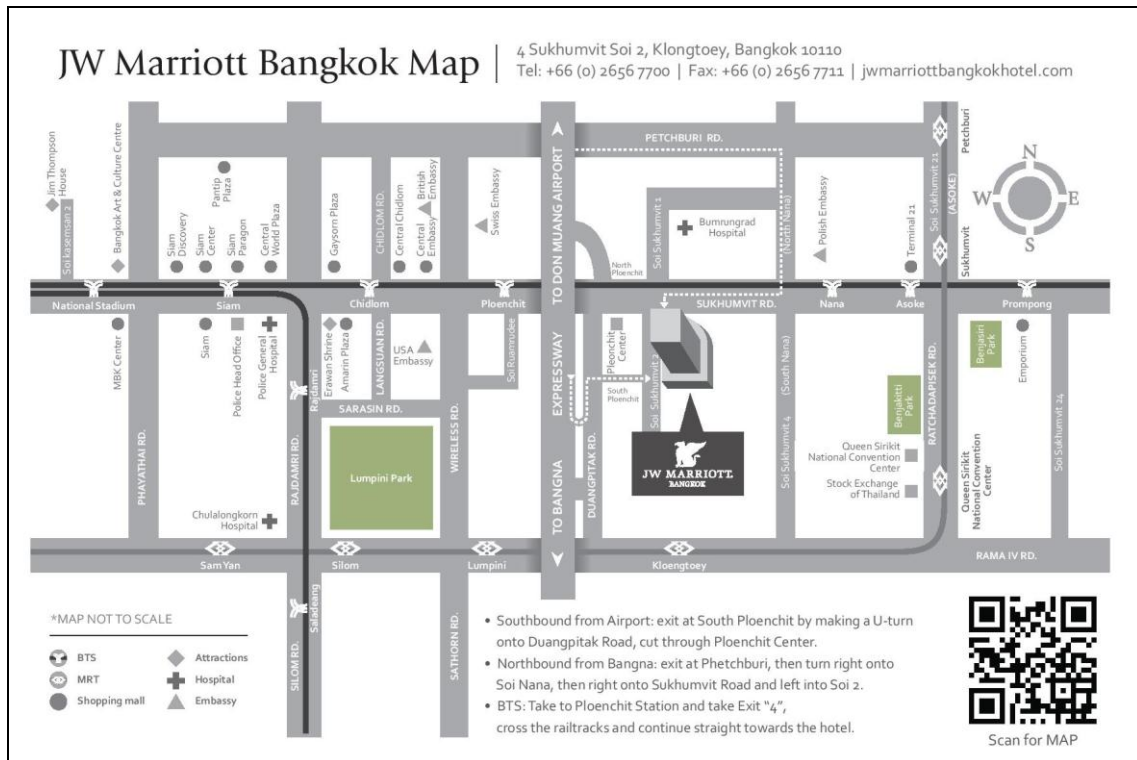 JW Marriott Bangkok Map
4 Sukhumvit Soi 2, Klongtoey, Bangkok 10110
Tel: +66 (0) 2656 7700 | Fax: +66 (0) 2656 7711 | jwmarriottbangkokhotel.com
Jim Thompson
House
Soi kasemsan 2
Bangkok Art & Culture Centre
Siam
Discovery
Siam
Center
Pantip
Plaza
Siam
Paragon
Central
World Plaza
Gaysorn Plaza
CHIDLOM RD.
Central Chidlom
Central
Embassy
British
Embassy
Swiss Embassy
TO DON MUANG AIRPORT
PETCHBURI RD.
North
Ploenchit
Soi Sukhumvit 1
Bumrungrad
Hospital
(North Nana)
Polish Embassy
Terminal 21
Soi Sukhumvit 21
(ASOKE)
Petchburi
Sukhumvit
N
W
E
S
National Stadium
Siam
Chidlom
Ploenchit
SUKHUMVIT RD.
Nana
Asoke
Prompong
MBK Center
Siam
Police Head Office
Police General
Hospital
Rajdamri
Erawan Shrine
Amarin Plaza
LANGSUAN RD.
USA
Embassy
Soi Ruamrudee
EXPRESSWAY
Pleonchit
Center
South
Ploenchit
Soi Sukhumvit 2
(South Nana)
Benjakitti
Park
RATCHADAPISEK RD.
Benjasiri
Park
Emporium
SARASIN RD.
PHAYATHAI RD.
RAJDAMRI RD.
Lumpini Park
WIRELESS RD.
TO BANGNA
DUANGPITAK RD.
JW MARRIOTT
BANGKOK
Soi Sukhumvit 4
Queen Sirikit
National Convention
Center
Stock Exchange
of Thailand
Queen Sirikit
National Convention
Center
Soi Sukhumvit 24
Chulalongkorn
Hospital
Sam Yan
Silom
Lumpini
Kloengtoey
RAMA IV RD.
Saladeang
SILOM RD.
SATHORN RD.
*MAP NOT TO SCALE
BTS
Attractions
MRT
Hospital
Shopping mall
Embassy
• Southbound from Airport: exit at South Ploenchit by making a U-turn
onto Duangpitak Road, cut through Ploenchit Center.
• Northbound from Bangna: exit at Phetchburi, then turn right onto
Soi Nana, then right onto Sukhumvit Road and left into Soi 2.
• BTS: Take to Ploenchit Station and take Exit “4”,
cross the railtracks and continue straight towards the hotel.
Scan for MAP